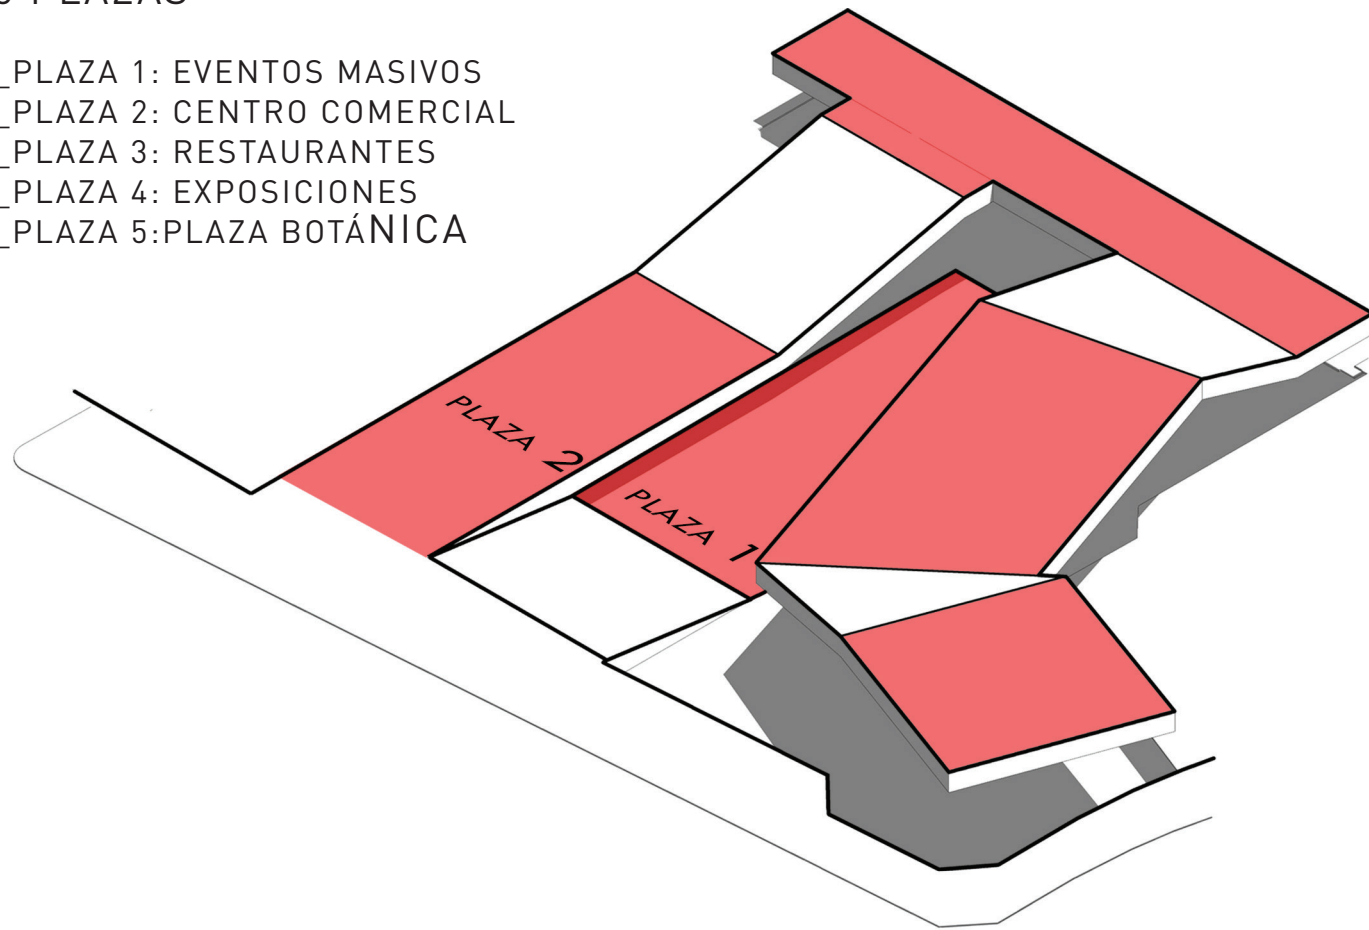 PLAZAS
_PLAZA 1: EVENTOS MASIVOS
_PLAZA 2: CENTRO COMERCIAL
_PLAZA 3: RESTAURANTES
_PLAZA 4: EXPOSICIONES
_PLAZA 5:PLAZA BOTÁNICA
PLAZA 2
PLAZA 1